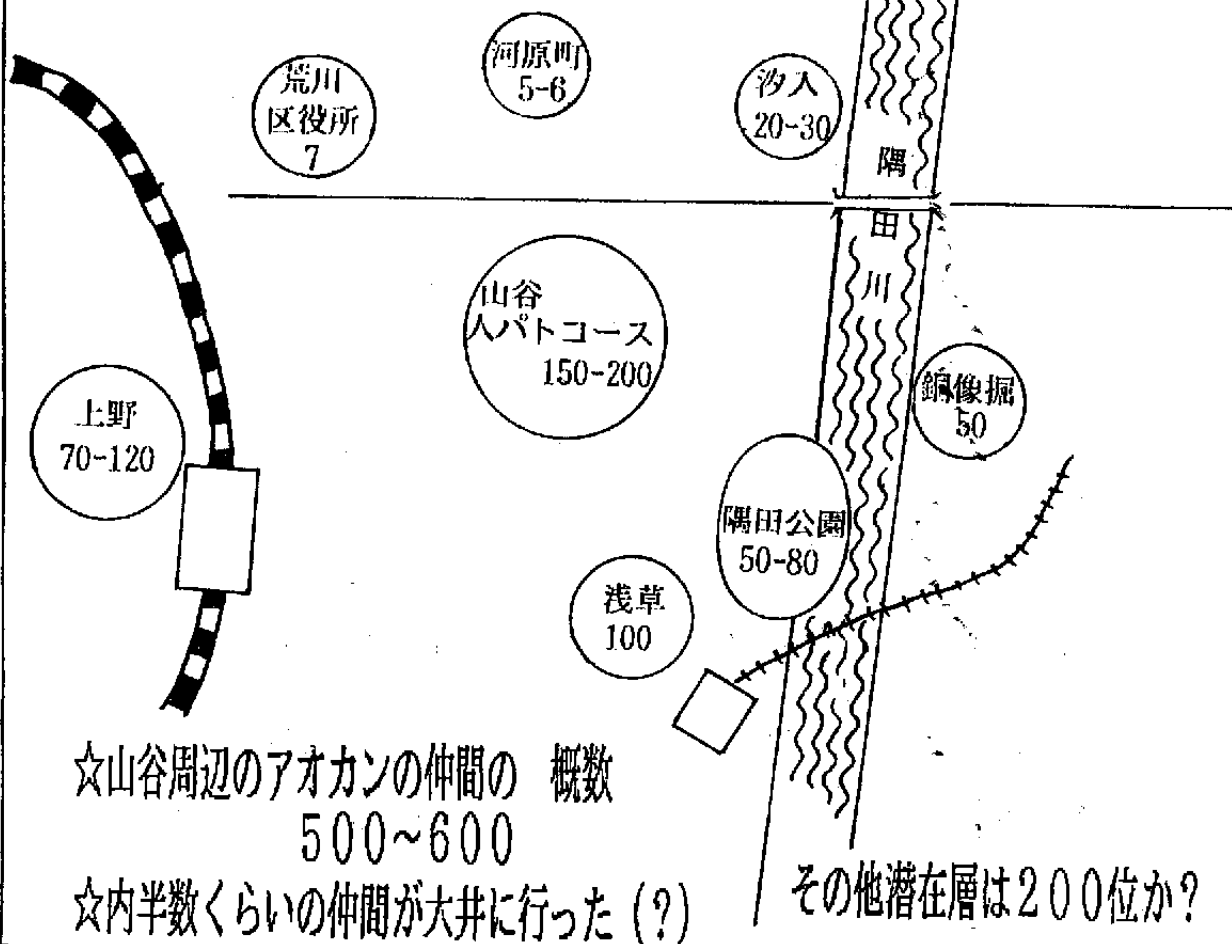 荒川
区役所
7
河原町
5-6
汐入
20-30
隅
田
川
山谷
人パトコース
150-200
上野
70-120
銅像掘
50
隅田公園
50-80
浅草
100
☆山谷周辺のアオカンの仲間の 概数
500~600
☆内半数くらいの仲間が大井に行った(?)
その他潜在層は200位か?